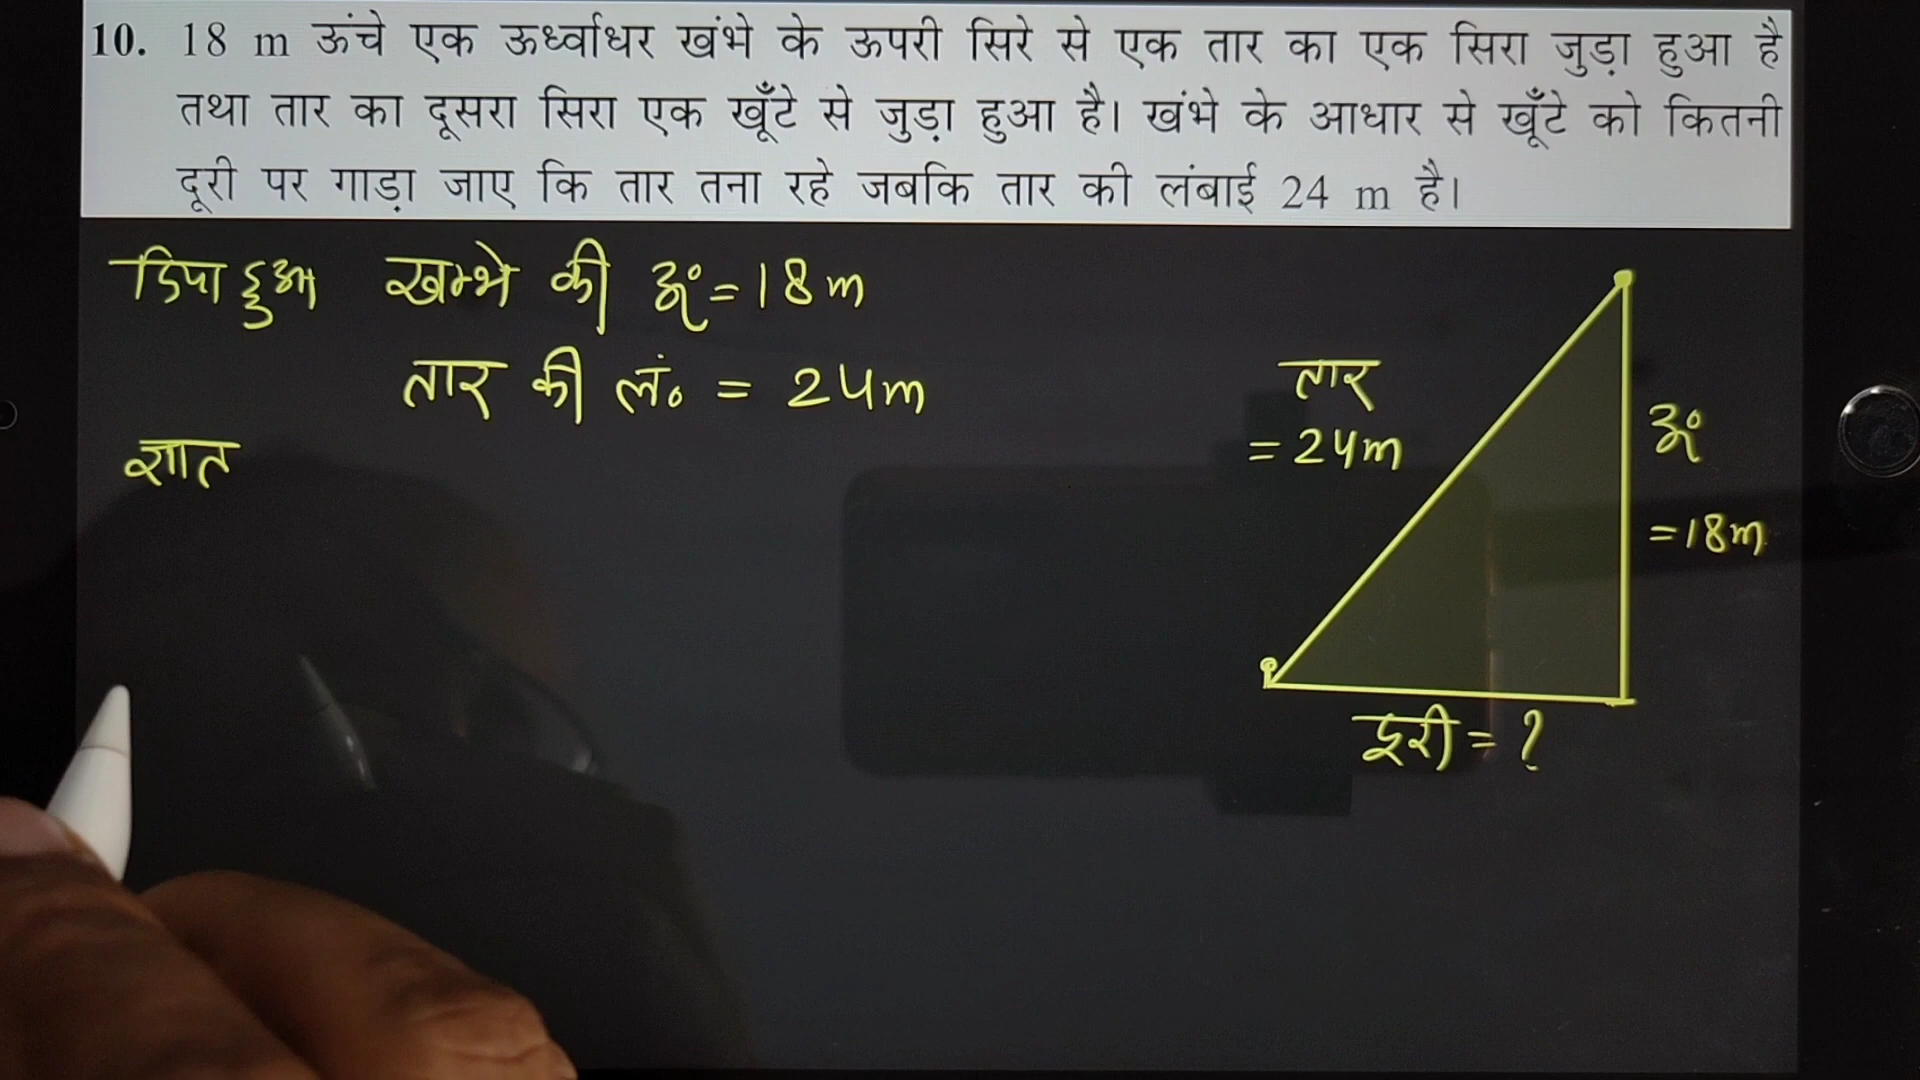 10. 18 m ऊंचे एक ऊर्ध्वाधर खंभे के ऊपरी सिरे से एक तार का एक सिरा जुड़ा हुआ है
तथा तार का दूसरा सिरा एक खूँटे से जुड़ा हुआ है। खंभे के आधार से खूँटे को कितनी
दूरी पर गाड़ा जाए कि तार तना रहे जबकि तार की लंबाई 24 m है।
दिया हुआ खम्भे की ऊं॰ = 18 m
तार की लं॰ = 24m
ज्ञात
तार
= 24m
ऊं॰
= 18m
दूरी = ?